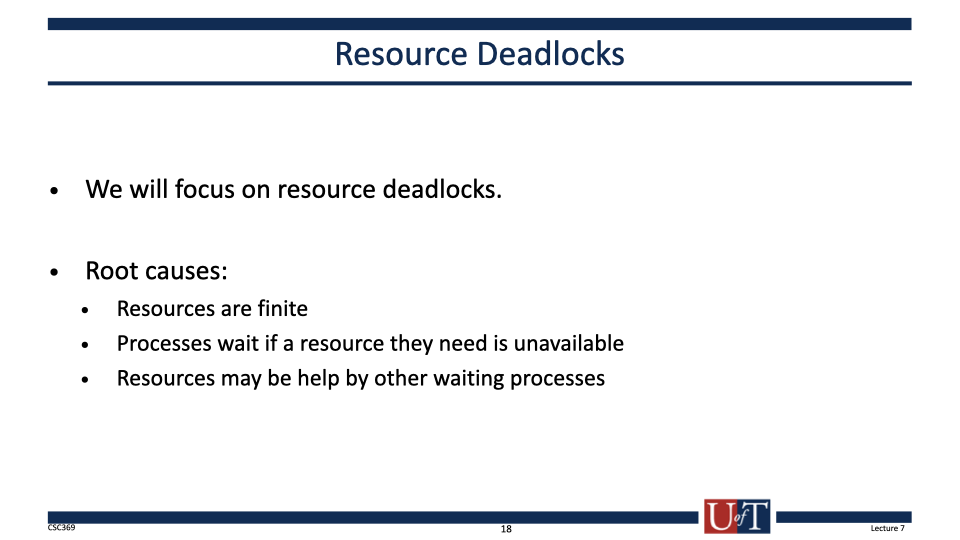 Resource Deadlocks
• We will focus on resource deadlocks.
• Root causes:
• Resources are finite
• Processes wait if a resource they need is unavailable
• Resources may be help by other waiting processes
CSC369
18
U of T
Lecture 7